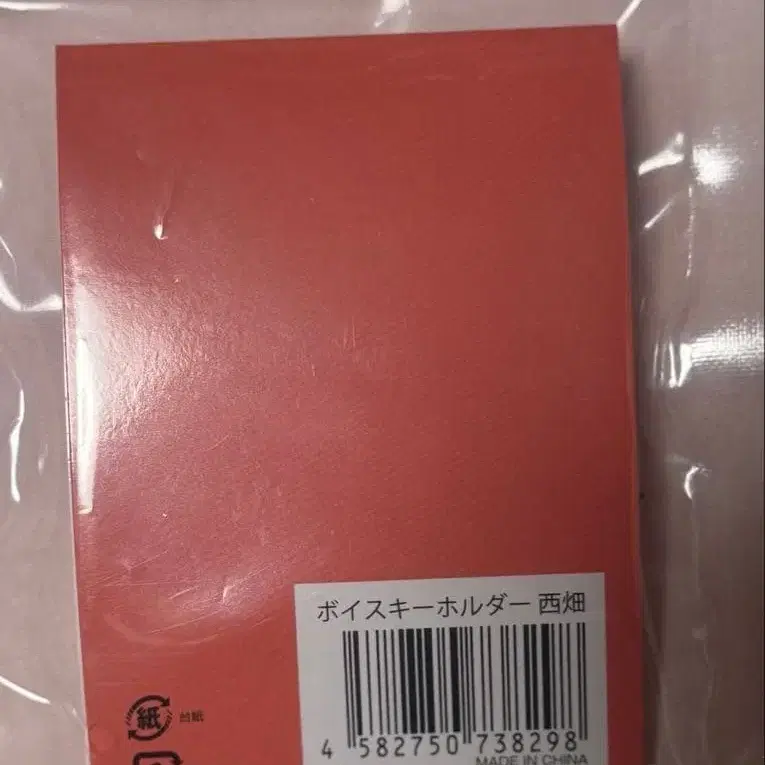 ボイスキーホルダー 西畑
4 582750 738298
MADE IN CHINA
紙 台紙